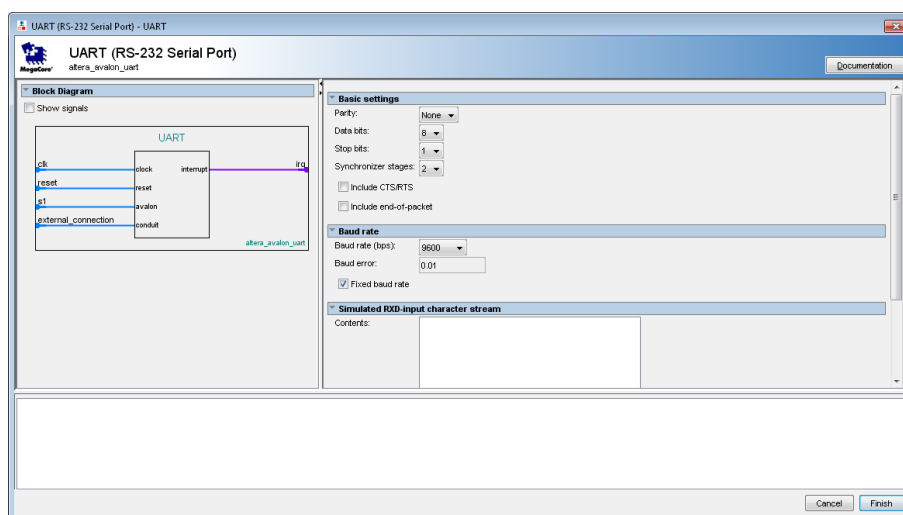 UART (RS-232 Serial Port) - UART
UART (RS-232 Serial Port)
altera_avalon_uart
MegaCore'
Documentation
Block Diagram
Show signals
UART
clk
clock
interrupt
irq
reset
reset
s1
avalon
external_connection
conduit
altera_avalon_uart
Basic settings
Parity: None
Data bits: 8
Stop bits: 1
Synchronizer stages: 2
Include CTS/RTS
Include end-of-packet
Baud rate
Baud rate (bps): 9600
Baud error: 0.01
Fixed baud rate
Simulated RXD-input character stream
Contents:
Cancel
Finish